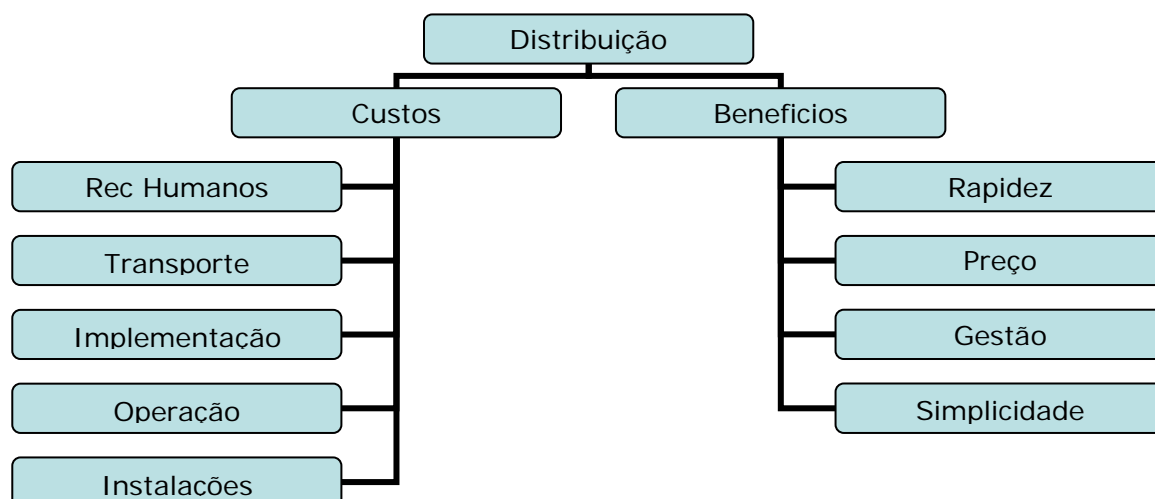 Distribuição
Custos
Beneficios
Rec Humanos
Rapidez
Transporte
Preço
Implementação
Gestão
Operação
Simplicidade
Instalações